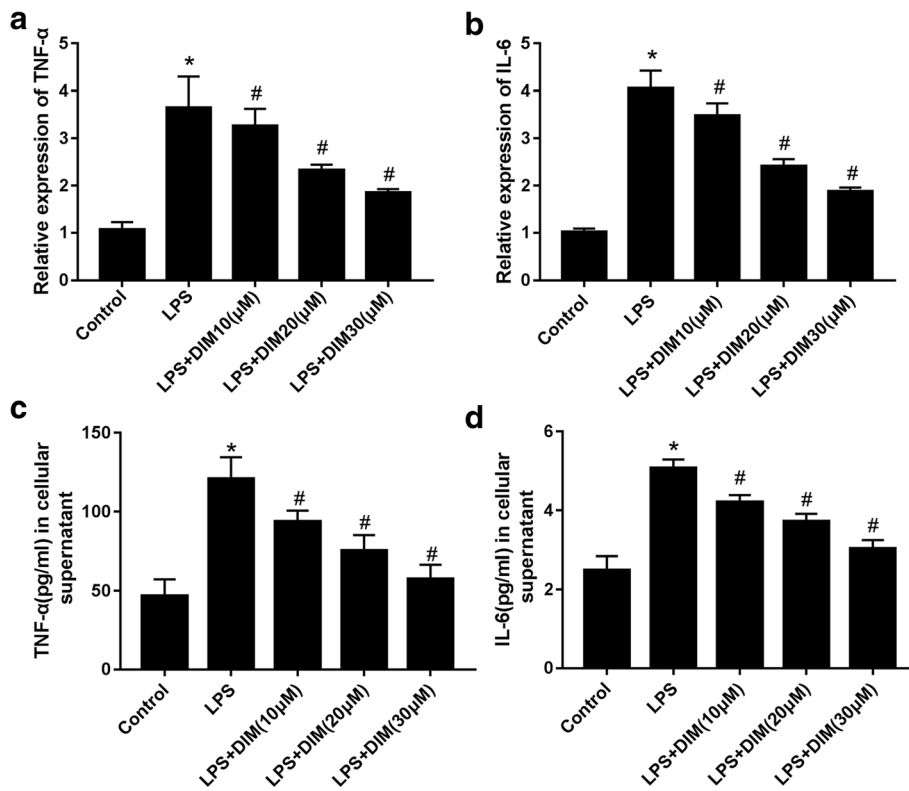 a
Relative expression of TNF-α
5
4
3
2
1
0
*
#
#
#
Control
LPS
LPS+DIM10(μM)
LPS+DIM20(μM)
LPS+DIM30(μM)
b
Relative expression of IL-6
5
4
3
2
1
0
*
#
#
#
Control
LPS
LPS+DIM10(μM)
LPS+DIM20(μM)
LPS+DIM30(μM)
c
TNF-α(pg/ml) in cellular
supernatant
150
100
50
0
*
#
#
#
Control
LPS
LPS+DIM(10μM)
LPS+DIM(20μM)
LPS+DIM(30μM)
d
IL-6(pg/ml) in cellular
supernatant
6
4
2
0
*
#
#
#
Control
LPS
LPS+DIM(10μM)
LPS+DIM(20μM)
LPS+DIM(30μM)